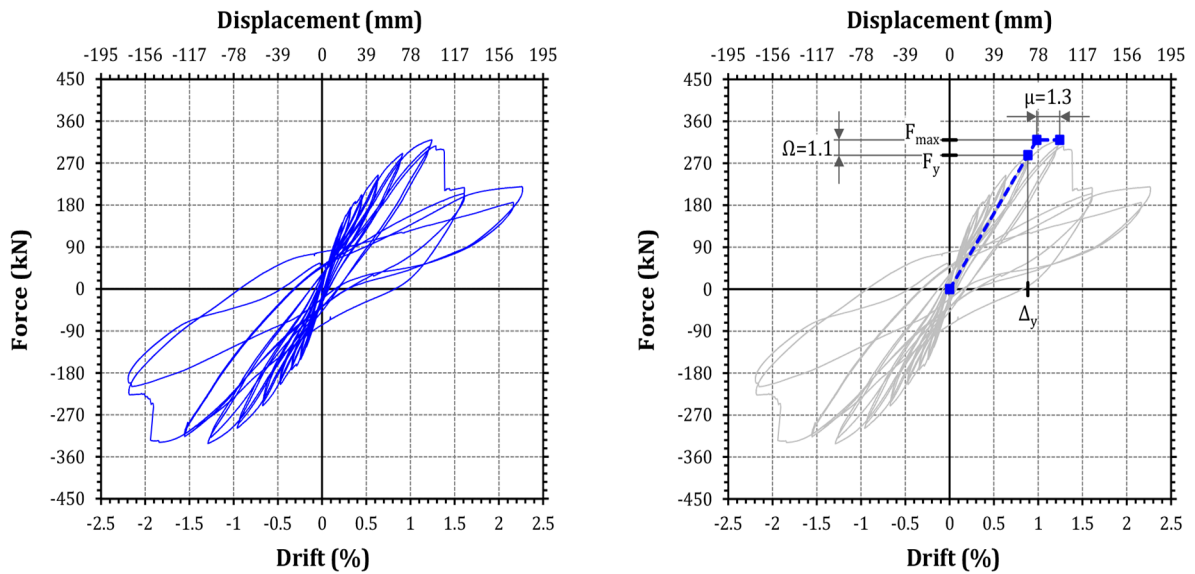 Displacement (mm)
-195 -156 -117 -78 -39 0 39 78 117 156 195
450
360
270
180
90
0
-90
-180
-270
-360
-450
Force (kN)
-2.5 -2 -1.5 -1 -0.5 0 0.5 1 1.5 2 2.5
Drift (%)
Displacement (mm)
-195 -156 -117 -78 -39 0 39 78 117 156 195
450
360
270
180
90
0
-90
-180
-270
-360
-450
Force (kN)
μ=1.3
Fmax
Ω=1.1
Fy
Δy
-2.5 -2 -1.5 -1 -0.5 0 0.5 1 1.5 2 2.5
Drift (%)